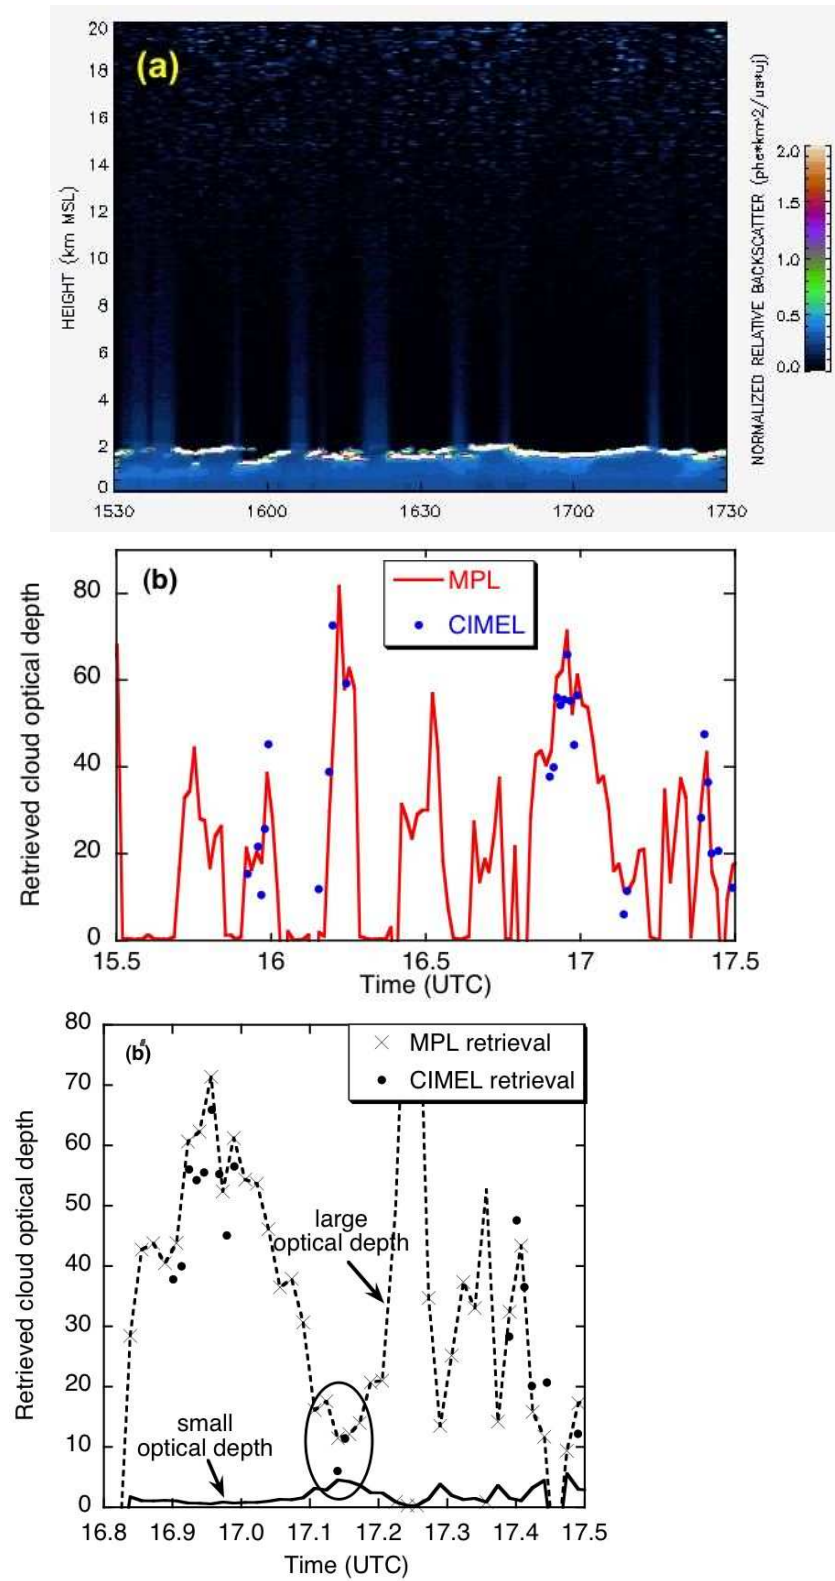 (a)
20
18
16
14
12
10
8
6
4
2
0
HEIGHT (km MSL)
1530
1600
1630
1700
1730
NORMALIZED RELATIVE BACKSCATTER (phe*km^2/us*uj)
2.0
1.5
1.0
0.5
0.0
(b)
MPL
CIMEL
Retrieved cloud optical depth
80
60
40
20
0
15.5
16
16.5
17
17.5
Time (UTC)
(b")
MPL retrieval
CIMEL retrieval
Retrieved cloud optical depth
80
70
60
50
40
30
20
10
0
large
optical depth
small
optical depth
16.8
16.9
17.0
17.1
17.2
17.3
17.4
17.5
Time (UTC)